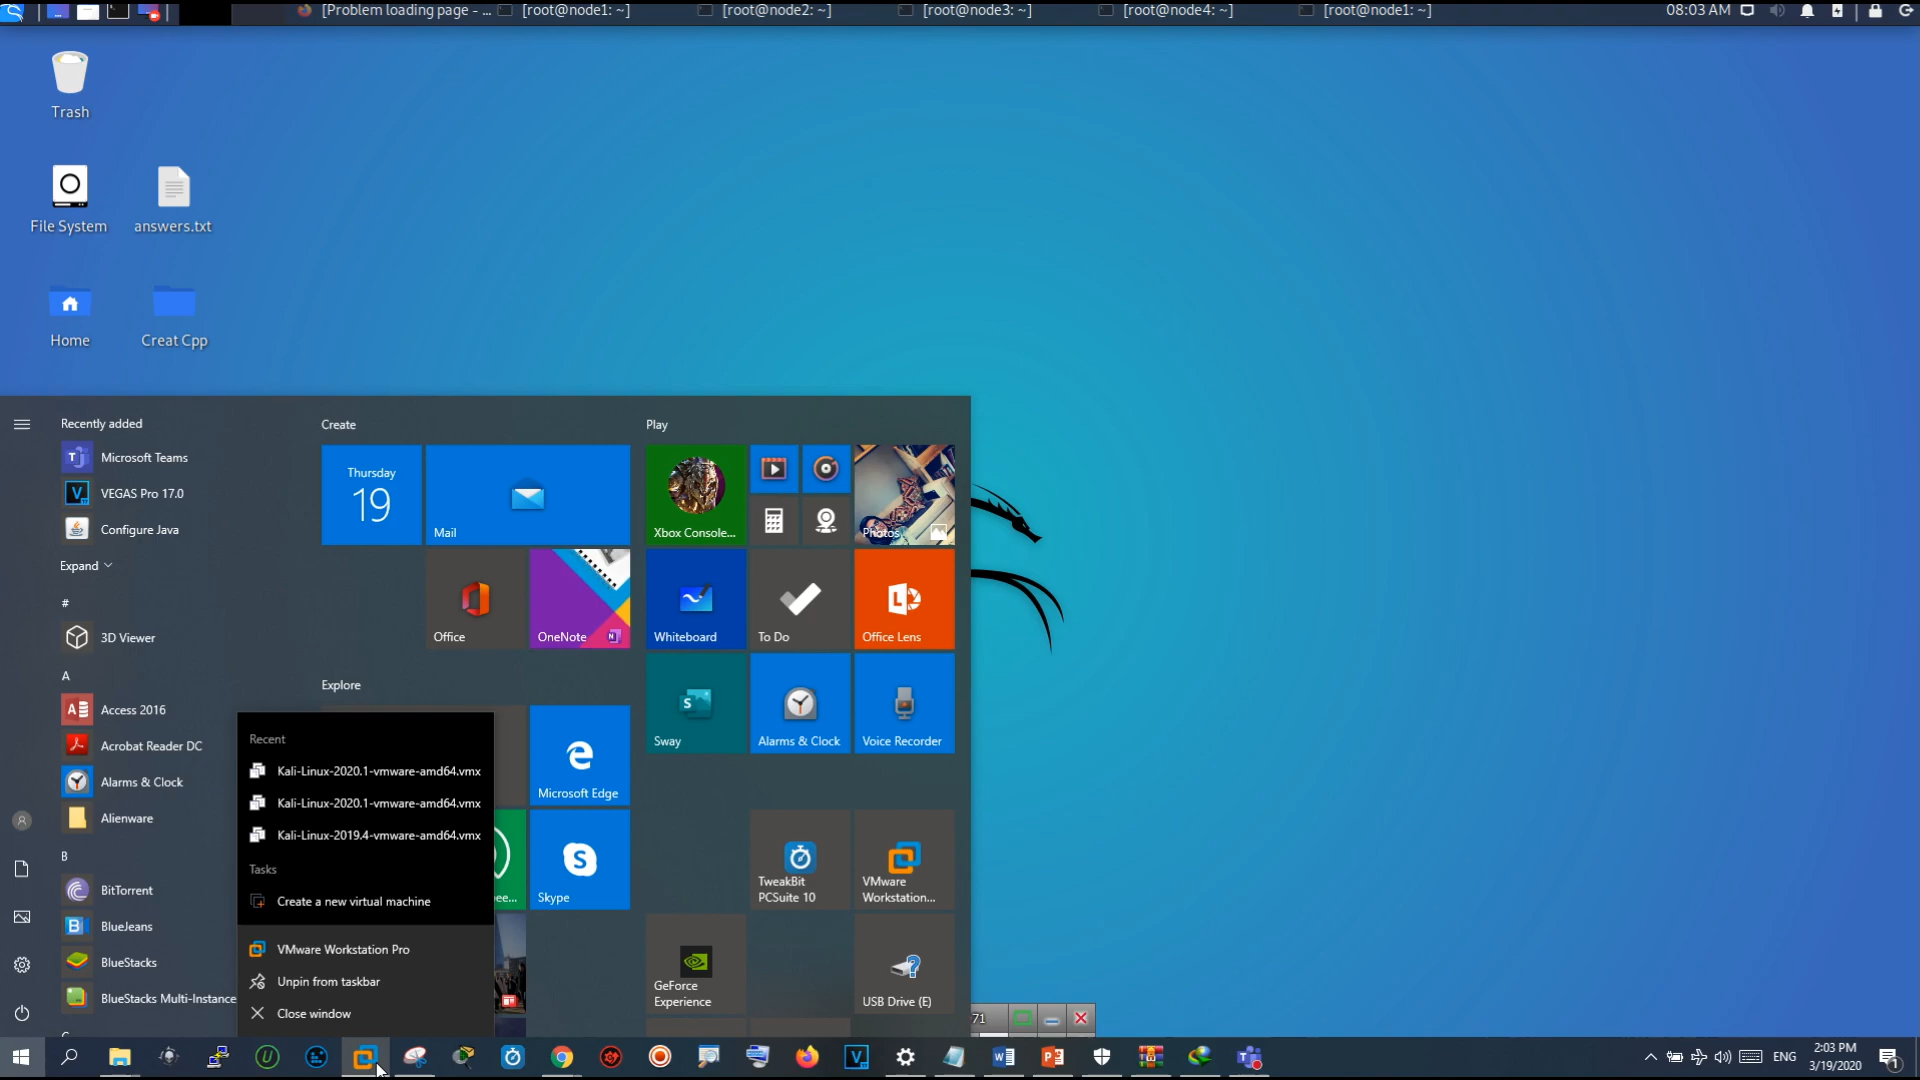 [Problem loading page - ...
[root@node1: ~]
[root@node2: ~]
[root@node3: ~]
[root@node4: ~]
[root@node1: ~]
08:03 AM
Trash
File System
answers.txt
Home
Creat Cpp
Recently added
Microsoft Teams
VEGAS Pro 17.0
Configure Java
Expand
#
3D Viewer
A
Access 2016
Acrobat Reader DC
Alarms & Clock
Alienware
B
BitTorrent
BlueJeans
BlueStacks
BlueStacks Multi-Instance
Create
Thursday
19
Mail
Office
OneNote
Explore
Microsoft Edge
ee...
Skype
Play
Xbox Console...
Photos
Whiteboard
To Do
Office Lens
Sway
Alarms & Clock
Voice Recorder
TweakBit
PCSuite 10
VMware
Workstation...
GeForce
Experience
USB Drive (E)
Recent
Kali-Linux-2020.1-vmware-amd64.vmx
Kali-Linux-2020.1-vmware-amd64.vmx
Kali-Linux-2019.4-vmware-amd64.vmx
Tasks
Create a new virtual machine
VMware Workstation Pro
Unpin from taskbar
Close window
71
ENG
2:03 PM
3/19/2020
1